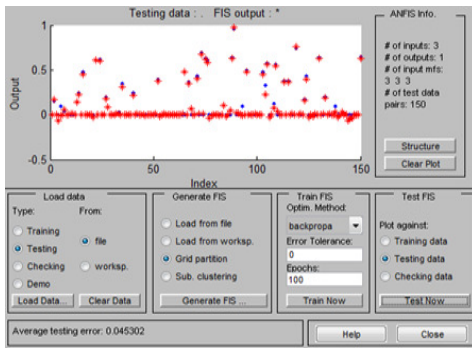 Testing data : .   FIS output : *
1
0.5
0
-0.5
Output
0
50
100
150
Index
ANFIS Info.
# of inputs: 3
# of outputs: 1
# of input mfs:
3 3 3
# of test data
pairs: 150
Structure
Clear Plot
Load data
Type:
From:
Training
Testing
Checking
Demo
file
worksp.
Load Data...
Clear Data
Generate FIS
Load from file
Load from worksp.
Grid partition
Sub. clustering
Generate FIS ...
Train FIS
Optim. Method:
backpropa
Error Tolerance:
0
Epochs:
100
Train Now
Test FIS
Plot against:
Training data
Testing data
Checking data
Test Now
Average testing error: 0.045302
Help
Close